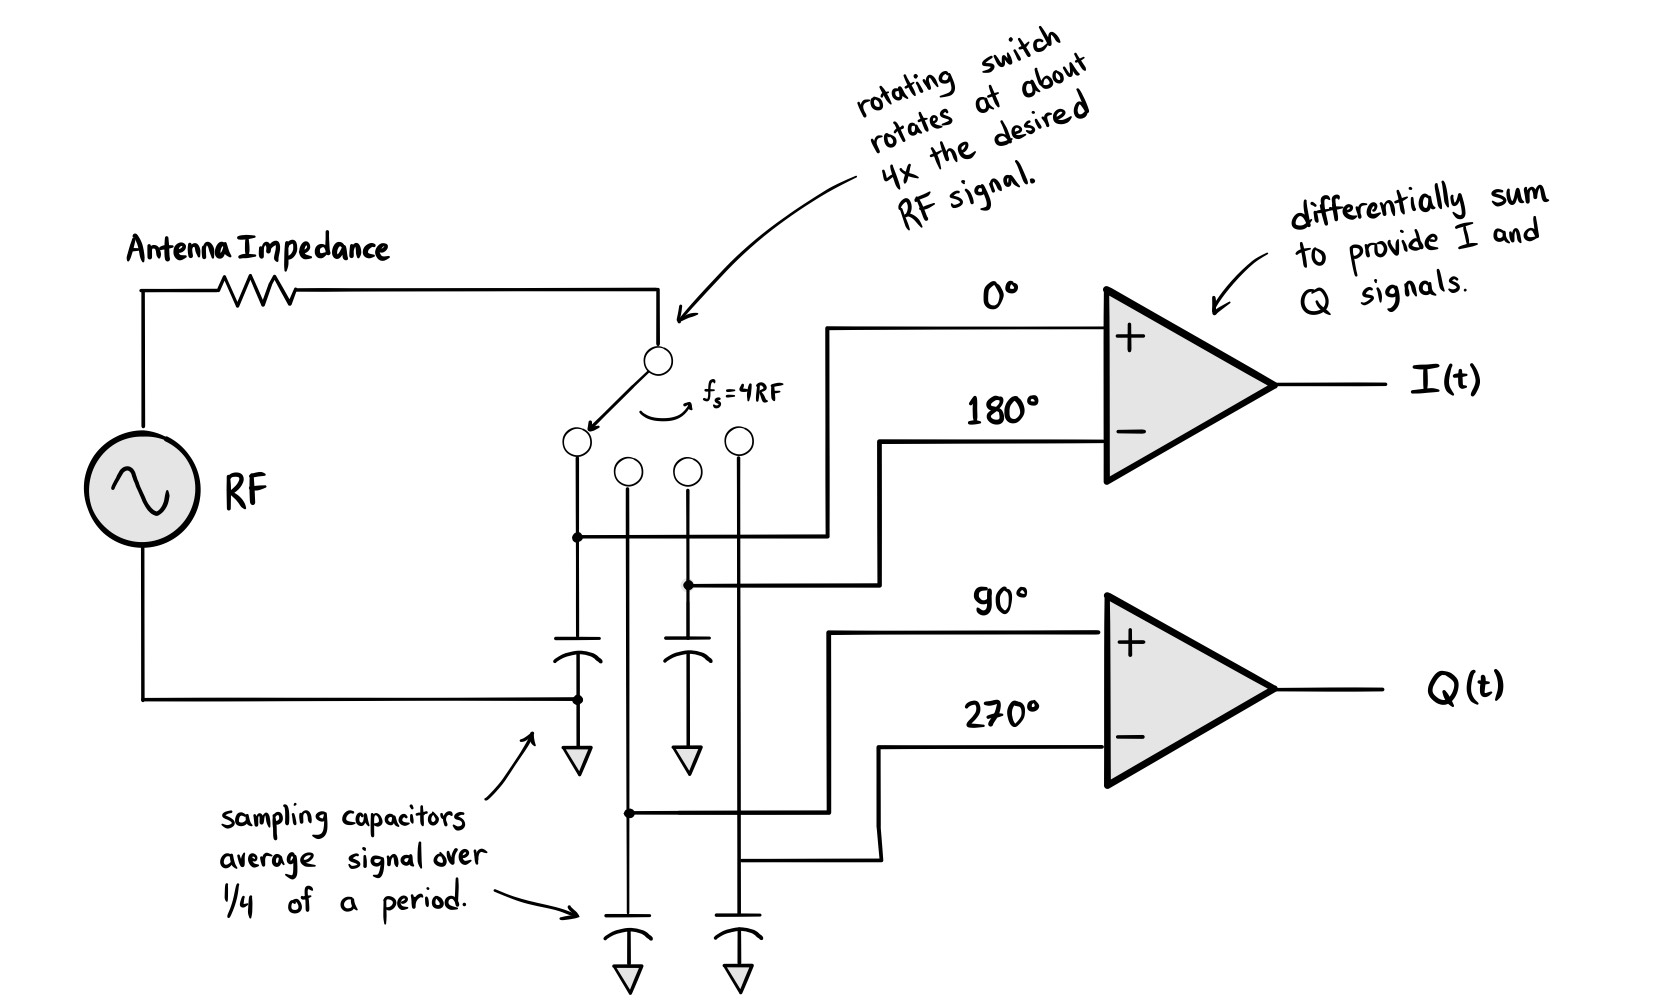 rotating switch
rotates at about
4x the desired
RF signal.
differentially sum
to provide I and
Q signals.
Antenna Impedance
0°
+
I(t)
fs=4RF
180°
−
RF
90°
+
Q(t)
270°
−
sampling capacitors
average signal over
1/4 of a period.